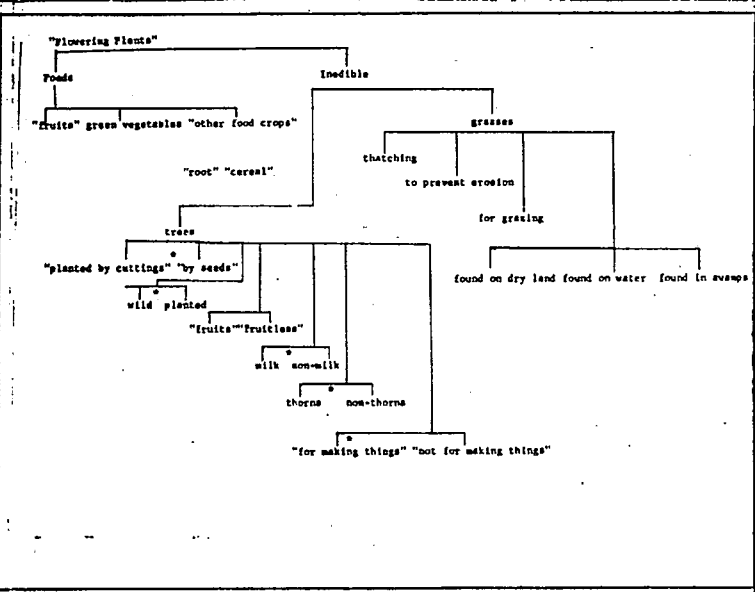 "Flowering Plants"
Foods Inedible
"fruits" green vegetables "other food crops" grasses
thatching
"root" "cereal"
to prevent erosion
for grazing
trees
*
"planted by cuttings" "by seeds"
found on dry land found on water found in swamps
*
wild planted
"fruits" "fruitless"
*
milk non-milk
*
thorns non-thorns
*
"for making things" "not for making things"